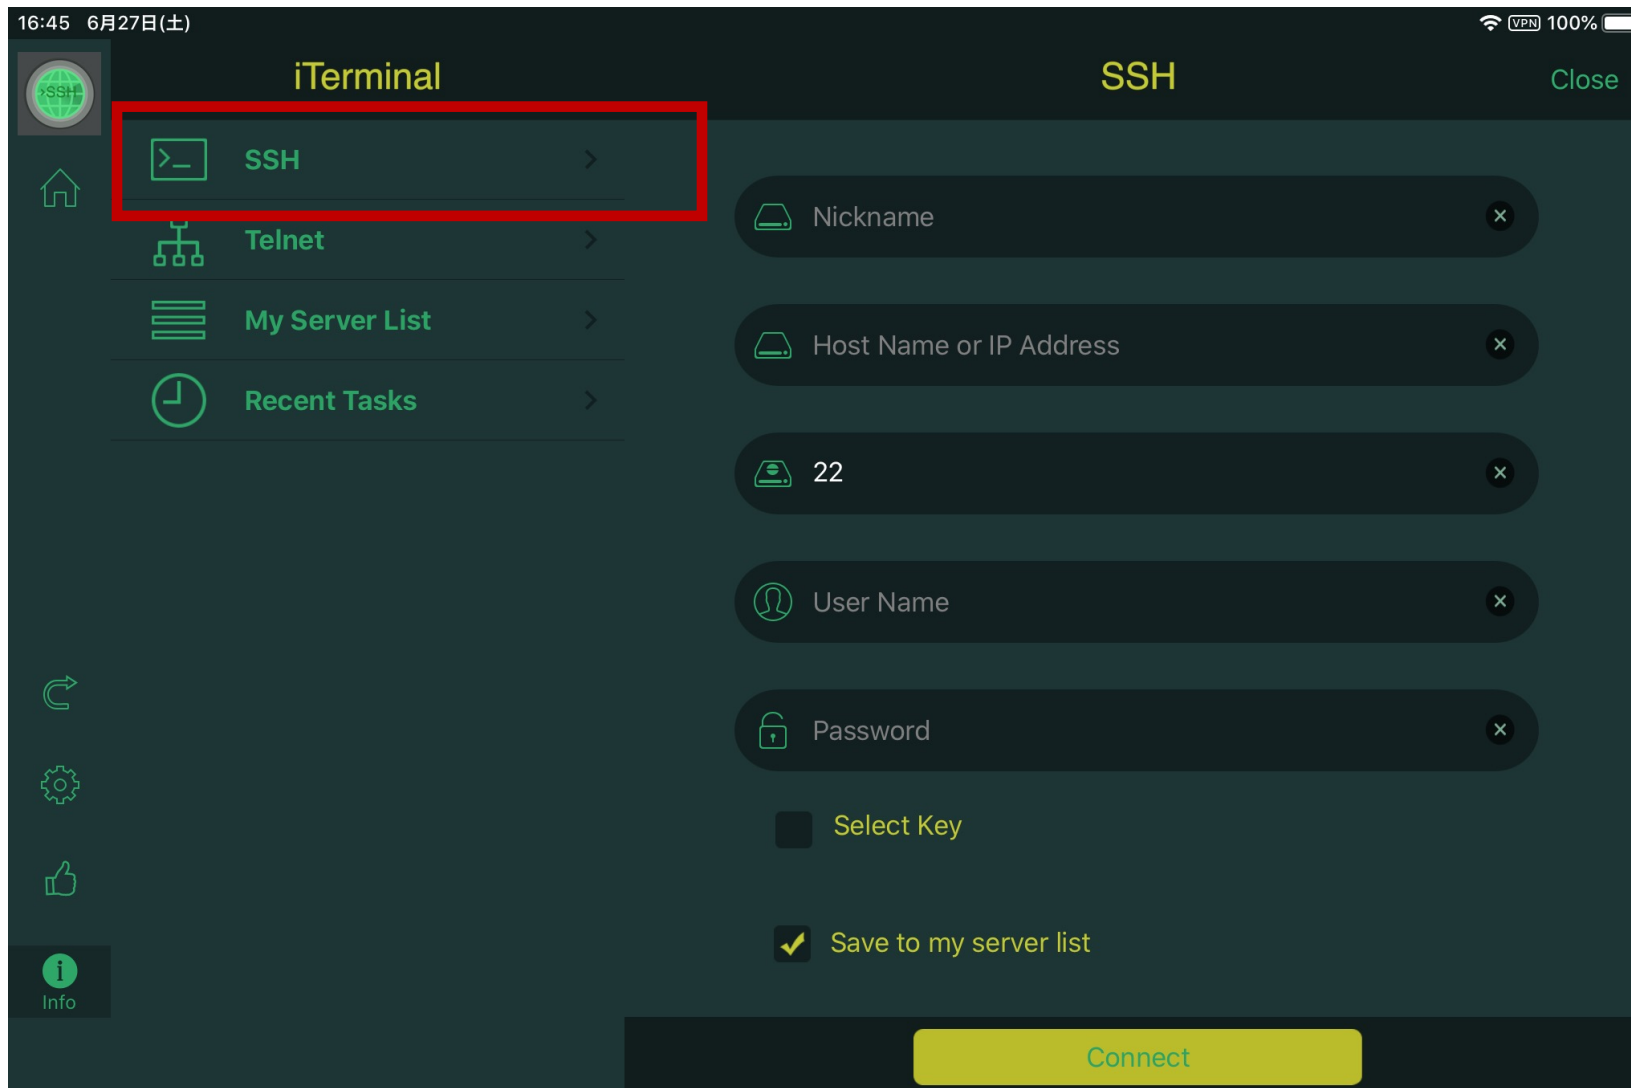 16:45 6月27日(土)
VPN 100%
iTerminal
SSH
Close
>SSH
SSH
Telnet
My Server List
Recent Tasks
Nickname
Host Name or IP Address
22
User Name
Password
Select Key
Save to my server list
Info
Connect